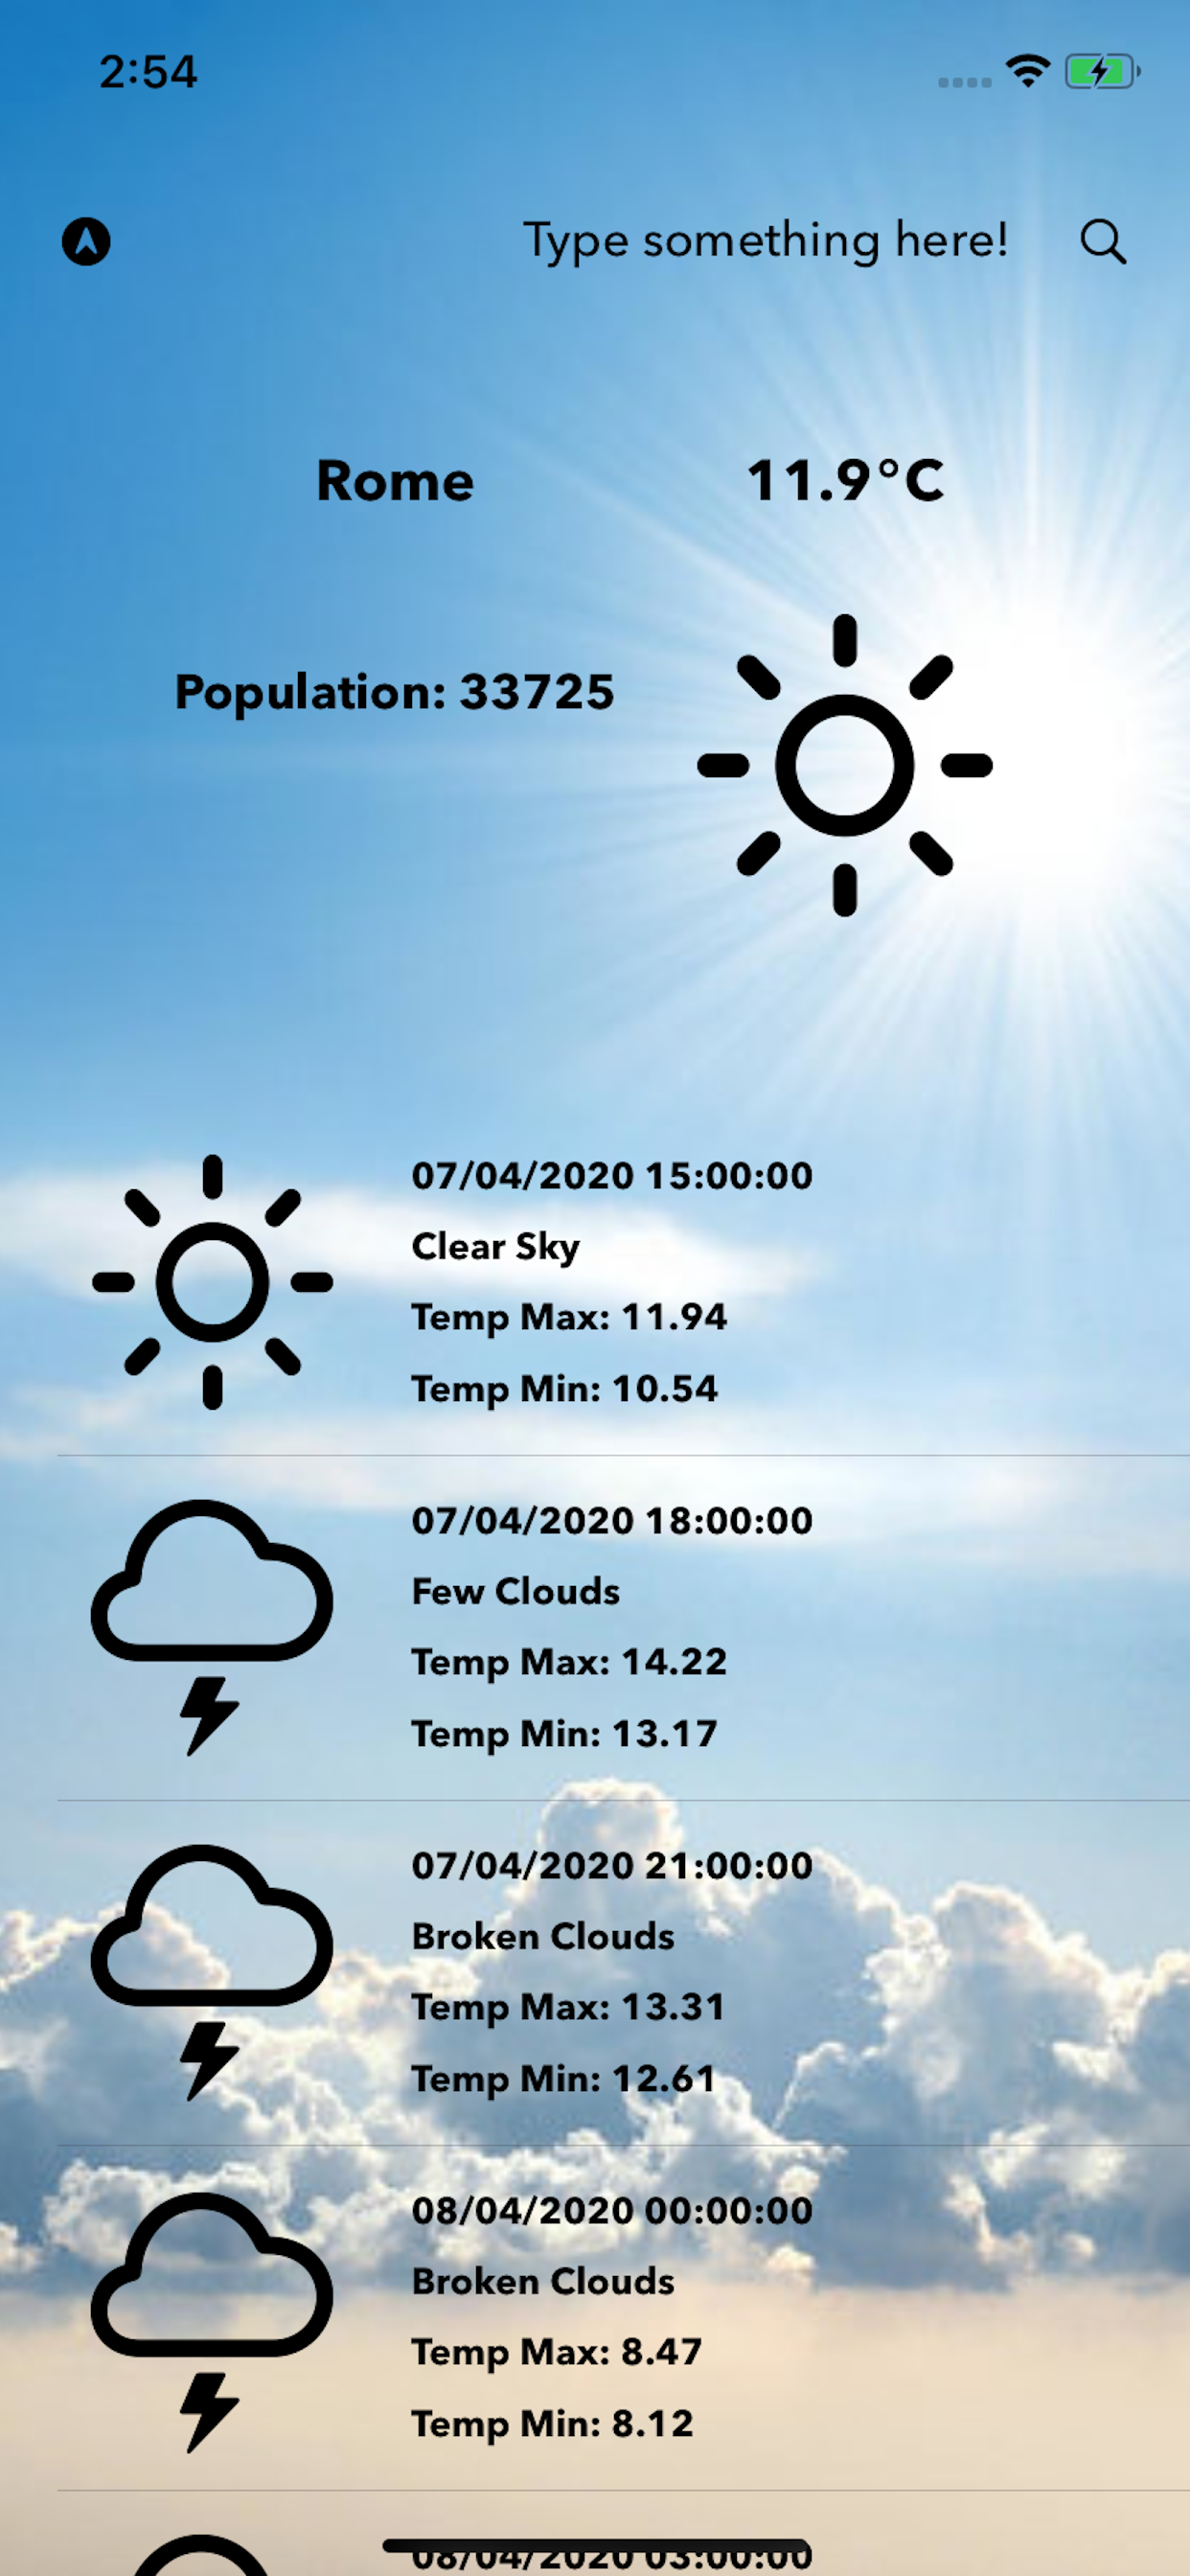 2:54
Type something here!
Rome
11.9°C
Population: 33725
07/04/2020 15:00:00
Clear Sky
Temp Max: 11.94
Temp Min: 10.54
07/04/2020 18:00:00
Few Clouds
Temp Max: 14.22
Temp Min: 13.17
07/04/2020 21:00:00
Broken Clouds
Temp Max: 13.31
Temp Min: 12.61
08/04/2020 00:00:00
Broken Clouds
Temp Max: 8.47
Temp Min: 8.12
08/04/2020 03:00:00